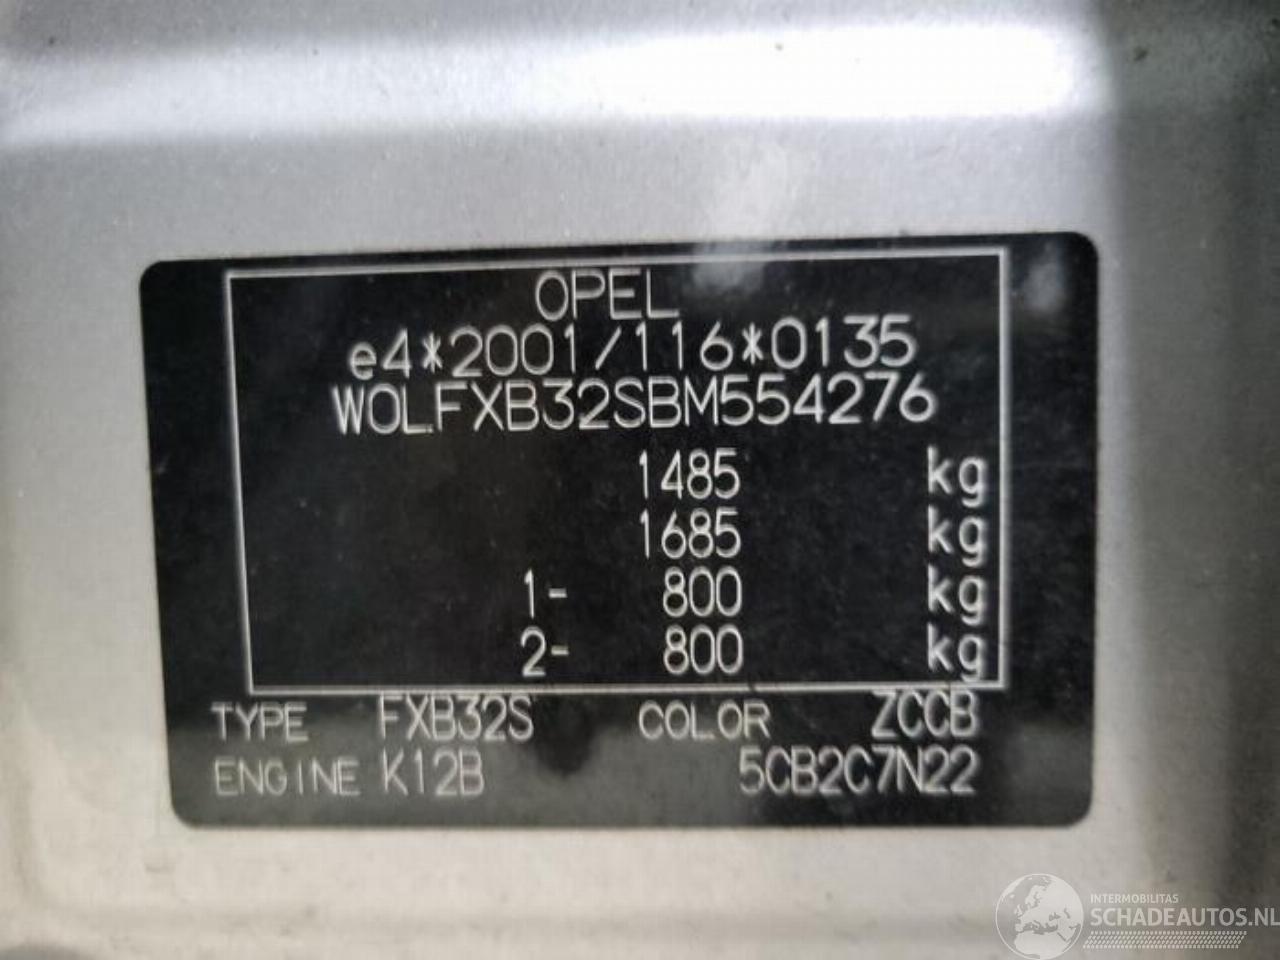 OPEL
e4*2001/116*0135
W0LFXB32SBM554276
1485 kg
1685 kg
1- 800 kg
2- 800 kg
TYPE FXB32S COLOR ZCCB
ENGINE K12B 5CB2C7N22
INTERMOBILITAS
SCHADEAUTOS.NL